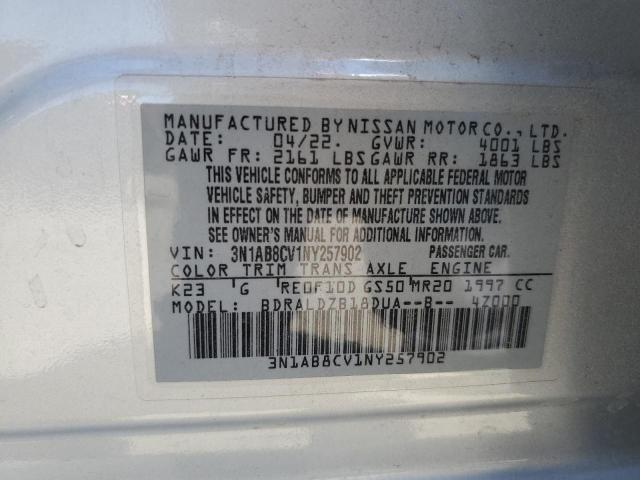 MANUFACTURED BY NISSAN MOTOR CO., LTD.
DATE: 04/22. GVWR: 4001 LBS
GAWR FR: 2161 LBS GAWR RR: 1863 LBS
THIS VEHICLE CONFORMS TO ALL APPLICABLE FEDERAL MOTOR
VEHICLE SAFETY, BUMPER AND THEFT PREVENTION STANDARDS
IN EFFECT ON THE DATE OF MANUFACTURE SHOWN ABOVE.
SEE OWNER'S MANUAL FOR ADDITIONAL INFORMATION.
VIN: 3N1AB8CV1NY257902 PASSENGER CAR.
COLOR TRIM TRANS AXLE ENGINE
K23 G RE0F10D GS50 MR20 1997 CC
MODEL: BDRALDZB18DUA--B-- 4Z000
3N1AB8CV1NY257902